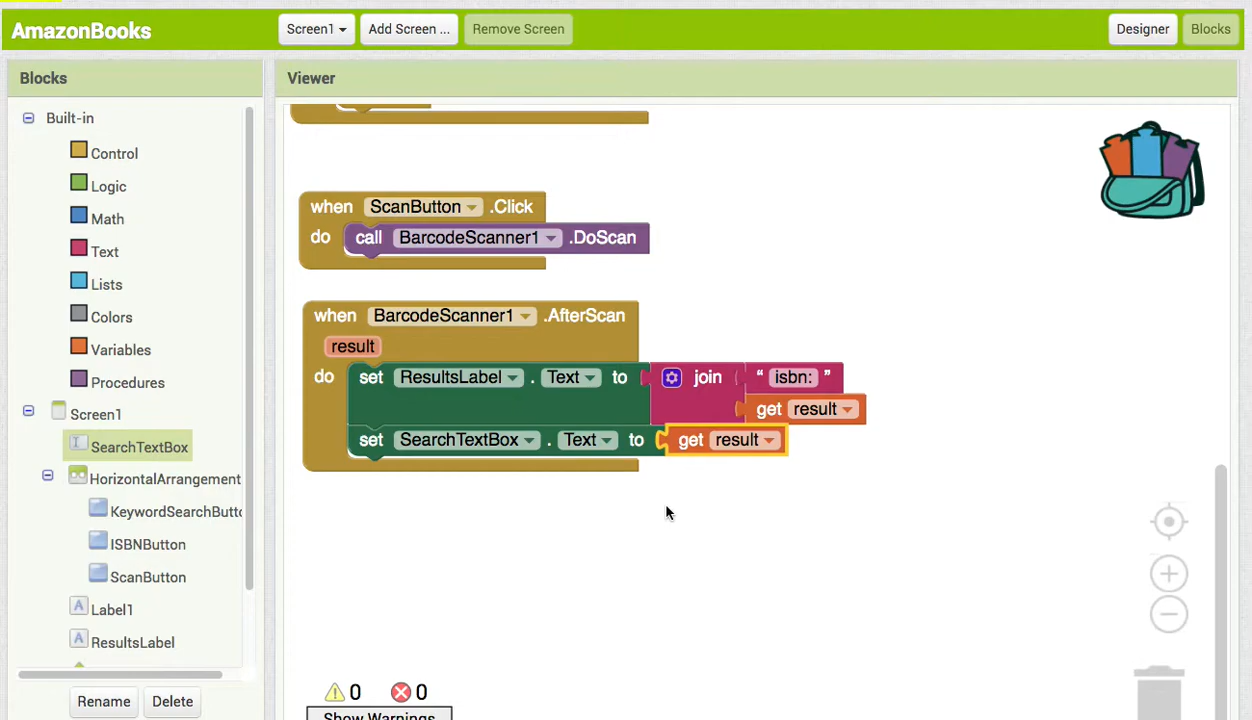 AmazonBooks
Screen1
Add Screen ...
Remove Screen
Designer
Blocks
Blocks
Built-in
Control
Logic
Math
Text
Lists
Colors
Variables
Procedures
Screen1
SearchTextBox
HorizontalArrangement
KeywordSearchButto
ISBNButton
ScanButton
Label1
ResultsLabel
Rename
Delete
Viewer
when ScanButton .Click
do call BarcodeScanner1 .DoScan
when BarcodeScanner1 .AfterScan
result
do set ResultsLabel . Text to join " isbn: "
get result
set SearchTextBox . Text to get result
0 0
Show Warnings